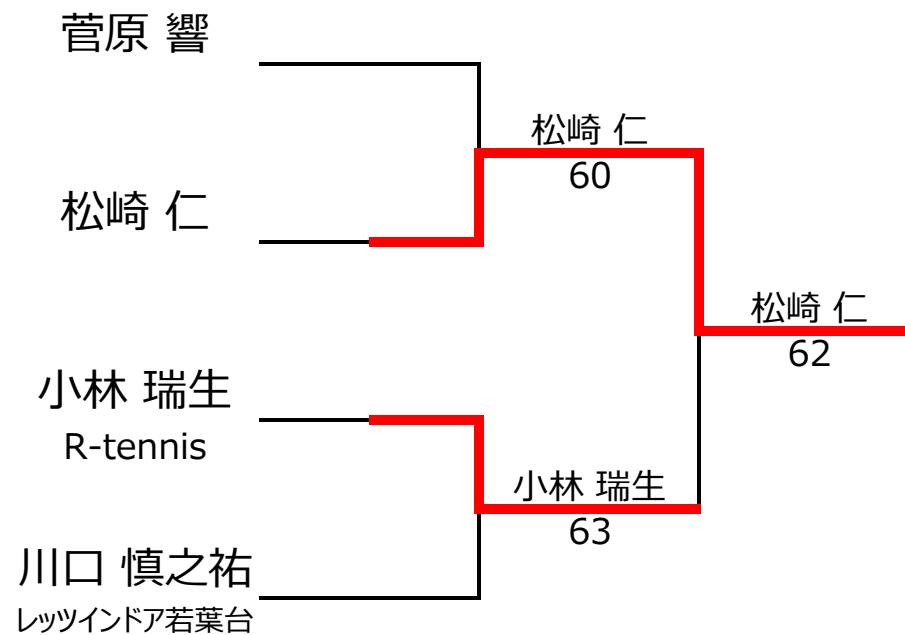 菅原 響
松崎 仁
60
松崎 仁
松崎 仁
62
小林 瑞生
R-tennis
小林 瑞生
63
川口 慎之祐
レッツインドア若葉台